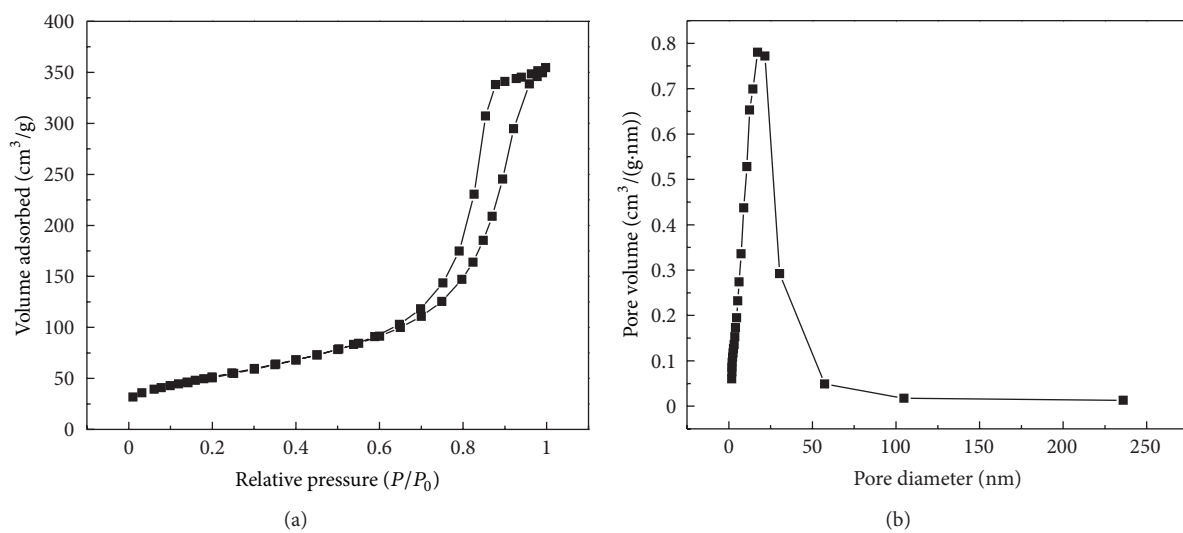 400
350
300
250
200
150
100
50
0
Volume adsorbed (cm³/g)
0 0.2 0.4 0.6 0.8 1
Relative pressure (P/P₀)
(a)
0.8
0.7
0.6
0.5
0.4
0.3
0.2
0.1
0
Pore volume (cm³/(g·nm))
0 50 100 150 200 250
Pore diameter (nm)
(b)